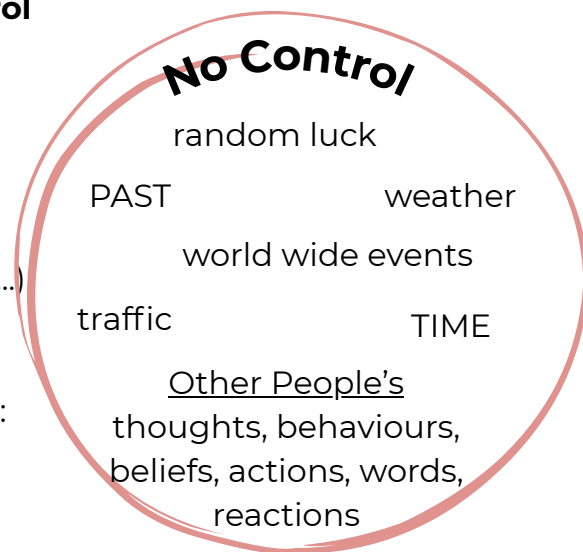 rol
No Control
random luck
PAST weather
world wide events
...)
traffic TIME
Other People's
:
thoughts, behaviours,
beliefs, actions, words,
reactions